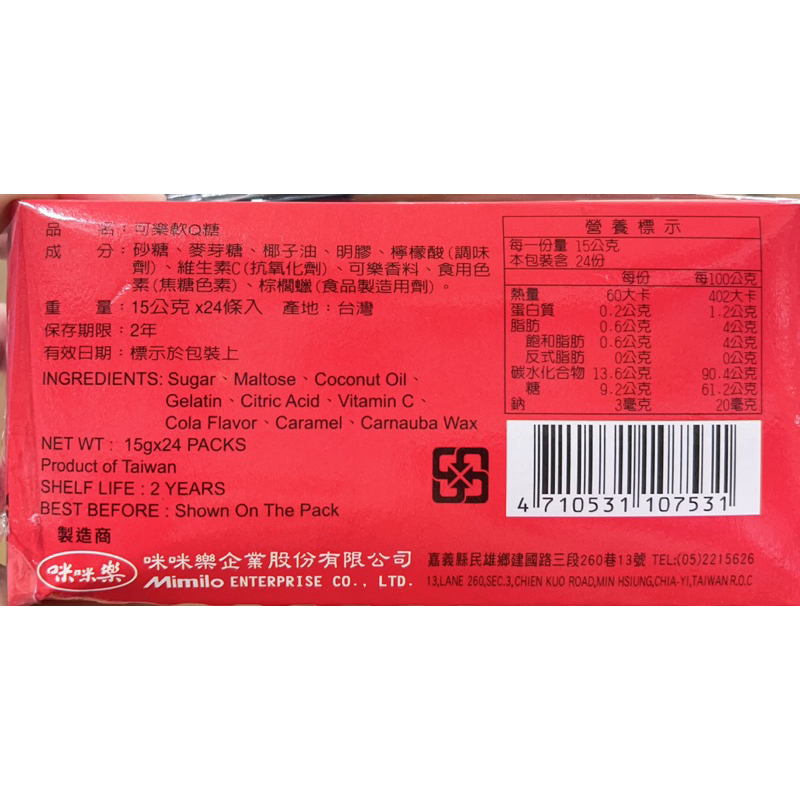 品　　名：可樂軟Q糖
成　　分：砂糖、麥芽糖、椰子油、明膠、檸檬酸(調味
劑)、維生素C(抗氧化劑)、可樂香料、食用色
素(焦糖色素)、棕櫚蠟(食品製造用劑)。
重　　量：15公克 x24條入　產地：台灣
保存期限：2年
有效日期：標示於包裝上
INGREDIENTS: Sugar、Maltose、Coconut Oil、
Gelatin、Citric Acid、Vitamin C、
Cola Flavor、Caramel、Carnauba Wax
NET WT : 15gx24 PACKS
Product of Taiwan
SHELF LIFE : 2 YEARS
BEST BEFORE : Shown On The Pack
營養標示
每一份量 15公克
本包裝含 24份
每份 每100公克
熱量 60大卡 402大卡
蛋白質 0.2公克 1.2公克
脂肪 0.6公克 4公克
飽和脂肪 0.6公克 4公克
反式脂肪 0公克 0公克
碳水化合物 13.6公克 90.4公克
糖 9.2公克 61.2公克
鈉 3毫克 20毫克
4 710531 107531
製造商
咪咪樂
咪咪樂企業股份有限公司
Mimilo ENTERPRISE CO., LTD.
嘉義縣民雄鄉建國路三段260巷13號 TEL:(05)2215626
13,LANE 260,SEC.3,CHIEN KUO ROAD,MIN HSIUNG,CHIA-YI,TAIWAN R.O.C